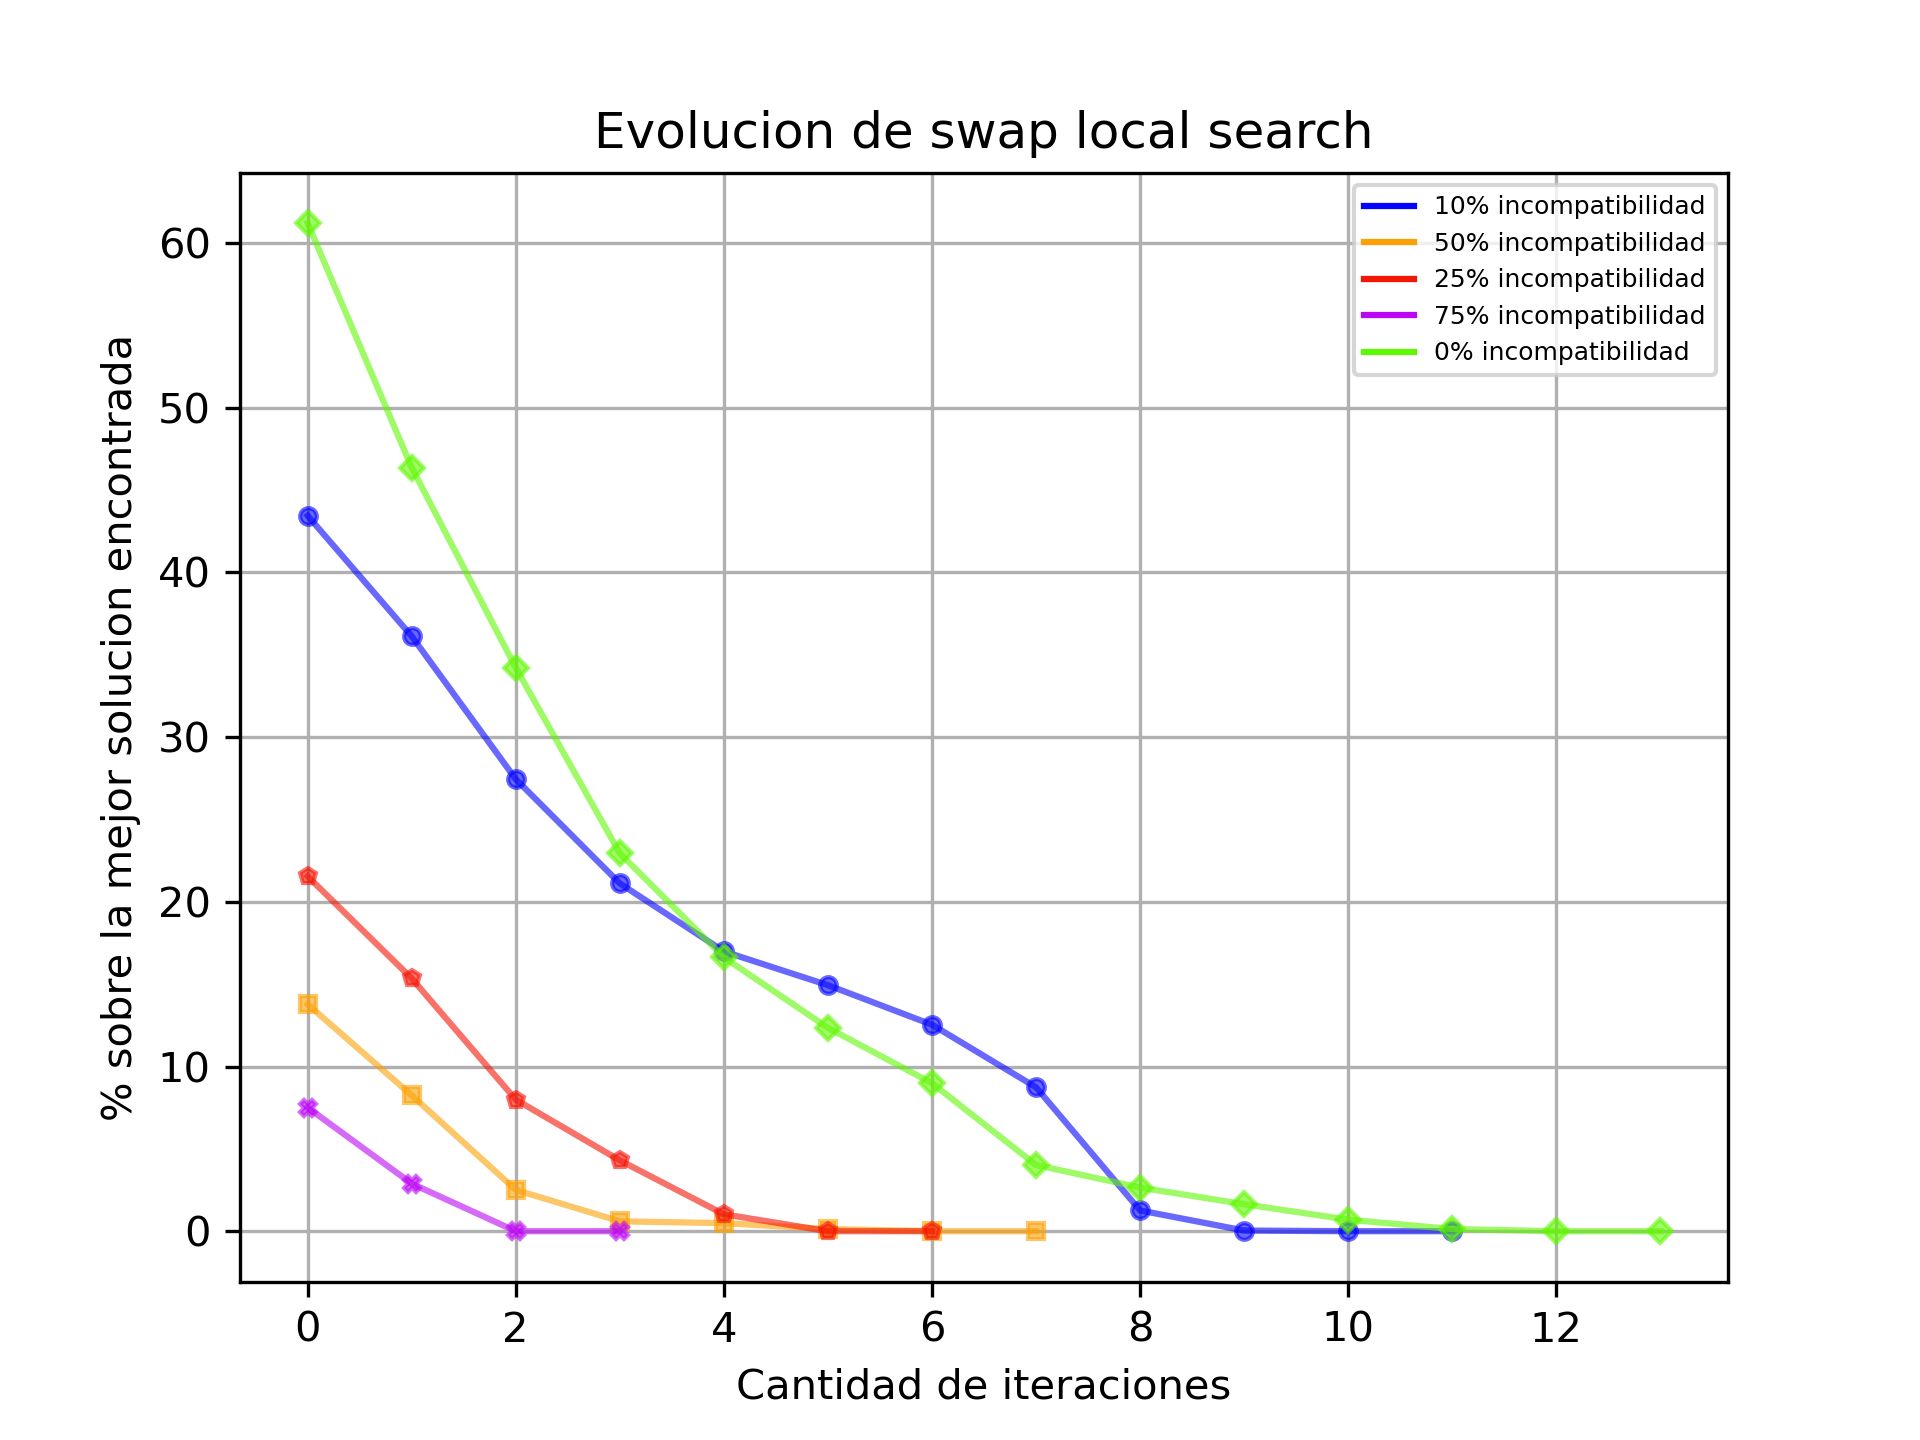 Evolucion de swap local search
% sobre la mejor solucion encontrada
60
50
40
30
20
10
0
10% incompatibilidad
50% incompatibilidad
25% incompatibilidad
75% incompatibilidad
0% incompatibilidad
0 2 4 6 8 10 12
Cantidad de iteraciones